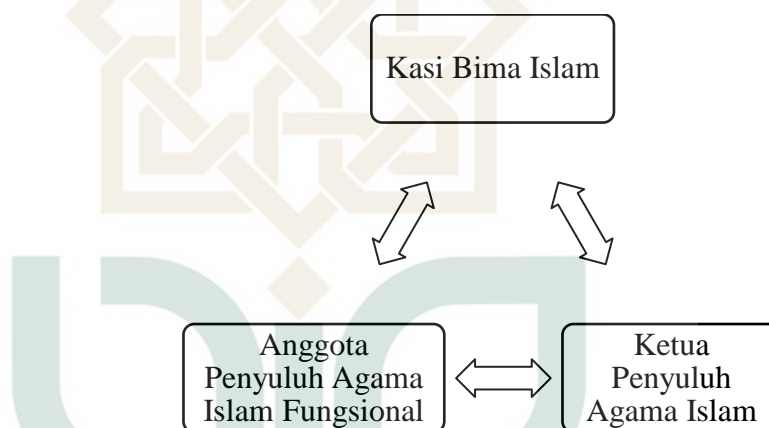 Kasi Bima Islam
Anggota
Penyuluh Agama
Islam Fungsional
Ketua
Penyuluh
Agama Islam